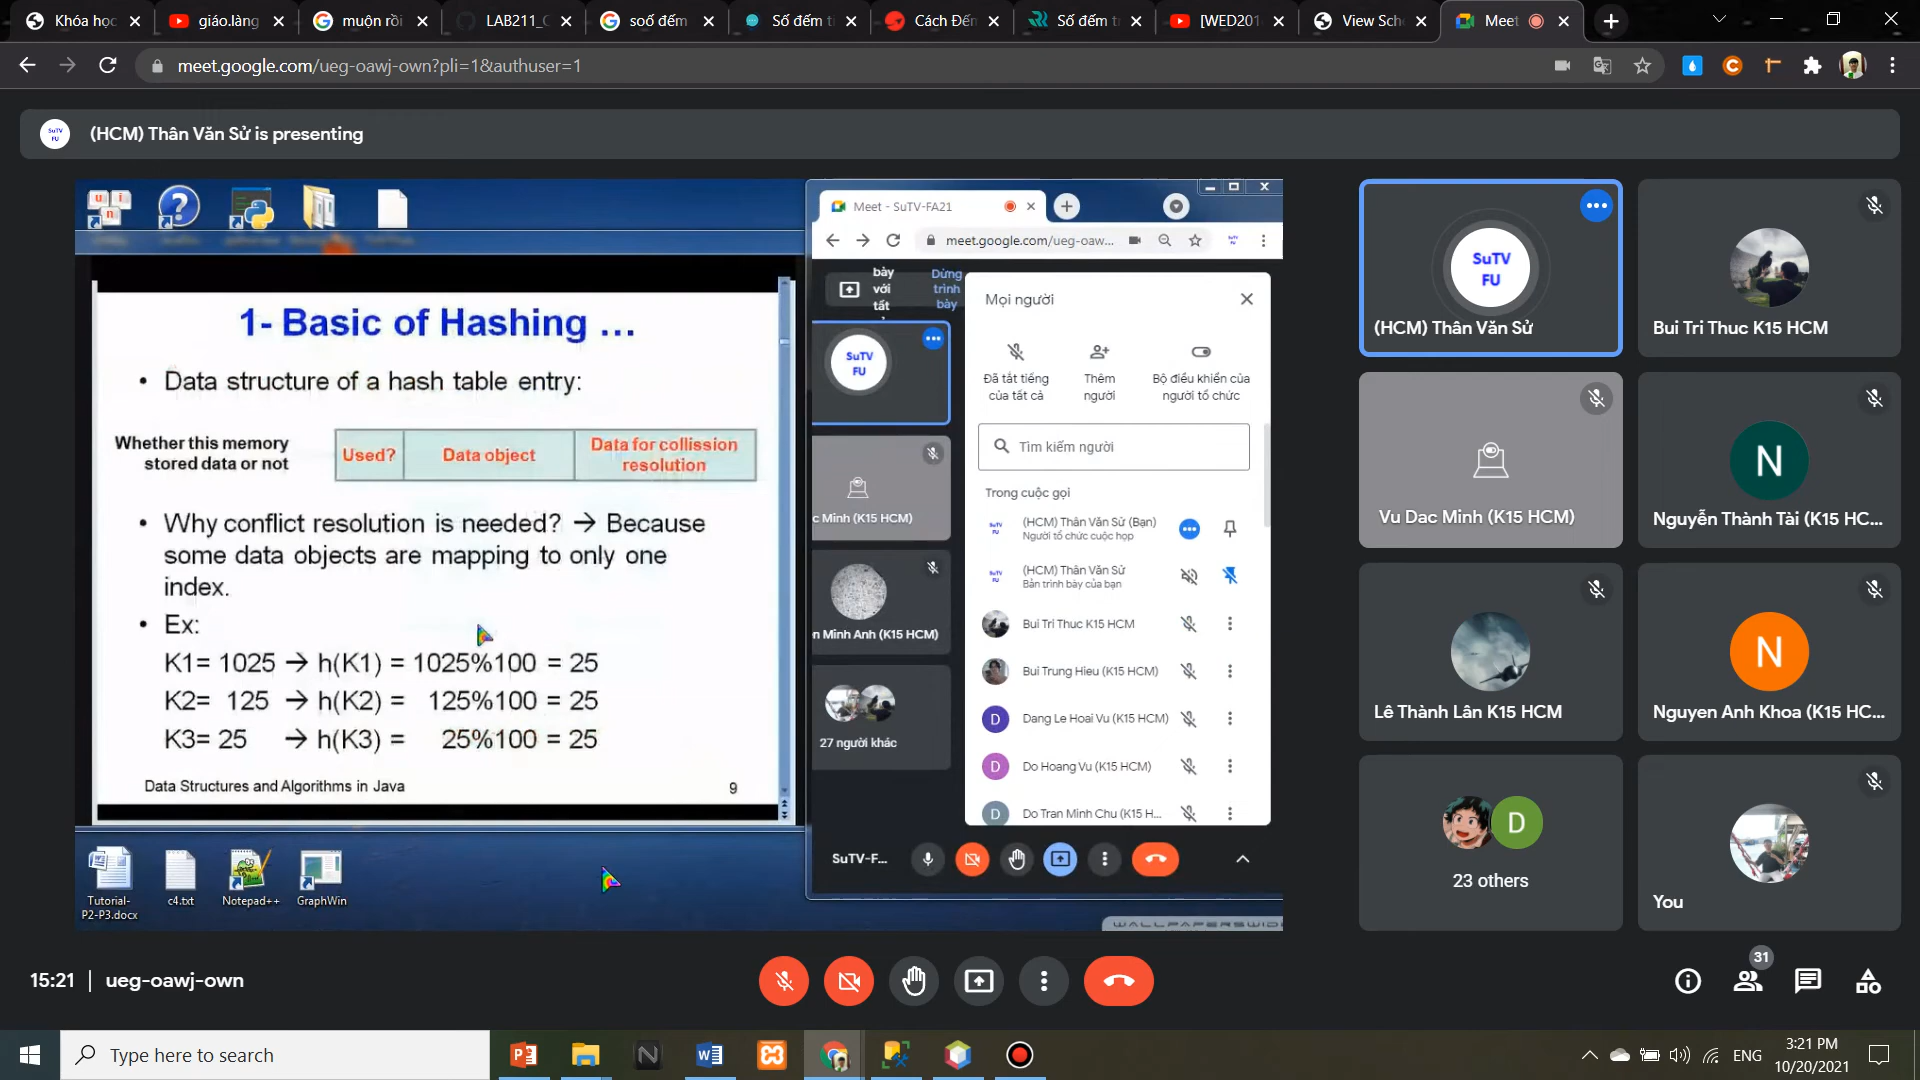 Khóa học
giáo.làng
muộn rồi
LAB211_C
soố đếm
Số đếm ti
Cách Đến
Số đếm t
[WED201
View Sch
Meet
meet.google.com/ueg-oawj-own?pli=1&authuser=1
SuTV
FU
(HCM) Thân Văn Sử is presenting
Meet - SuTV-FA21
meet.google.com/ueg-oaw...
1- Basic of Hashing ...
• Data structure of a hash table entry:
Whether this memory
stored data or not
Used?
Data object
Data for collission
resolution
• Why conflict resolution is needed? → Because
some data objects are mapping to only one
index.
• Ex:
K1= 1025 → h(K1) = 1025%100 = 25
K2= 125 → h(K2) = 125%100 = 25
K3= 25 → h(K3) = 25%100 = 25
Data Structures and Algorithms in Java
9
Tutorial-
P2-P3.docx
c4.txt
Notepad++
GraphWin
bày
với
tất
Dừng
trình
bày
SuTV
FU
c Minh (K15 HCM)
n Minh Anh (K15 HCM)
27 người khác
Mọi người
Đã tắt tiếng
của tất cả
Thêm
người
Bộ điều khiển của
người tổ chức
Tìm kiếm người
Trong cuộc gọi
(HCM) Thân Văn Sử (Bạn)
Người tổ chức cuộc họp
(HCM) Thân Văn Sử
Bản trình bày của bạn
Bui Tri Thuc K15 HCM
Bui Trung Hieu (K15 HCM)
D
Dang Le Hoai Vu (K15 HCM)
D
Do Hoang Vu (K15 HCM)
D
Do Tran Minh Chu (K15 H...
SuTV-F...
WALLPAPERSWID
SuTV
FU
(HCM) Thân Văn Sử
Bui Tri Thuc K15 HCM
Vu Dac Minh (K15 HCM)
N
Nguyễn Thành Tài (K15 HC...
Lê Thành Lân K15 HCM
N
Nguyen Anh Khoa (K15 HC...
D
23 others
You
15:21 | ueg-oawj-own
31
Type here to search
ENG
3:21 PM
10/20/2021